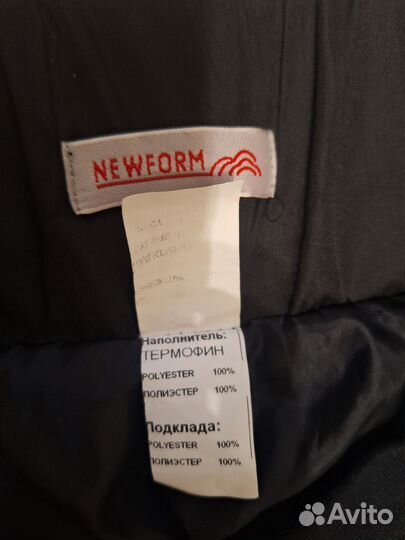 NEWFORM
Наполнитель:
ТЕРМОФИН
POLYESTER 100%
ПОЛИЭСТЕР 100%
Подклада:
POLYESTER 100%
ПОЛИЭСТЕР 100%
Avito